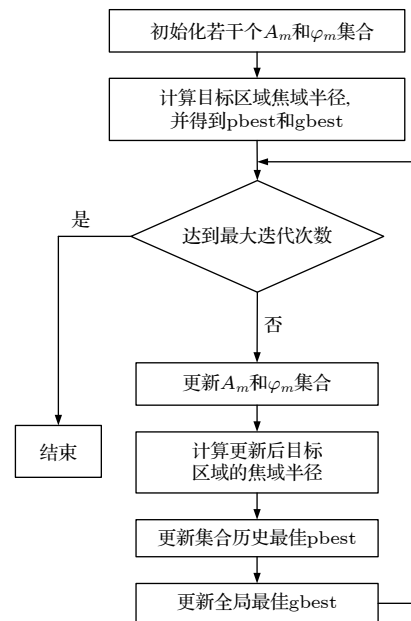 初始化若干个Aₘ和φₘ集合
计算目标区域焦域半径,
并得到pbest和gbest
是
达到最大迭代次数
否
更新Aₘ和φₘ集合
结束
计算更新后目标
区域的焦域半径
更新集合历史最佳pbest
更新全局最佳gbest